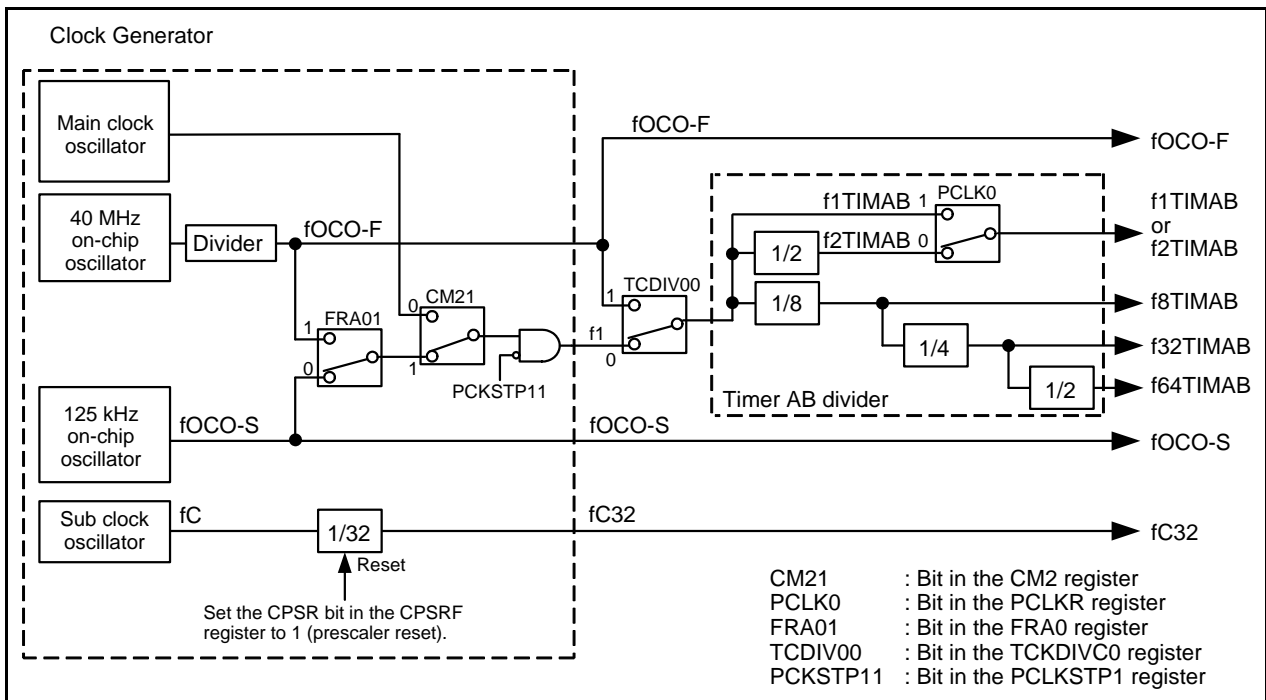 Clock Generator
Main clock
oscillator
fOCO-F
fOCO-F
40 MHz
on-chip
oscillator
Divider
fOCO-F
f1TIMAB 1
PCLK0
f1TIMAB
or
f2TIMAB
f2TIMAB 0
1/2
TCDIV00
1
0
f1
CM21
0
1
FRA01
1
0
PCKSTP11
1/8
f8TIMAB
1/4
f32TIMAB
1/2
f64TIMAB
Timer AB divider
125 kHz
on-chip
oscillator
fOCO-S
fOCO-S
fOCO-S
Sub clock
oscillator
fC
1/32
fC32
fC32
Reset
Set the CPSR bit in the CPSRF
register to 1 (prescaler reset).
CM21 : Bit in the CM2 register
PCLK0 : Bit in the PCLKR register
FRA01 : Bit in the FRA0 register
TCDIV00 : Bit in the TCKDIVC0 register
PCKSTP11 : Bit in the PCLKSTP1 register